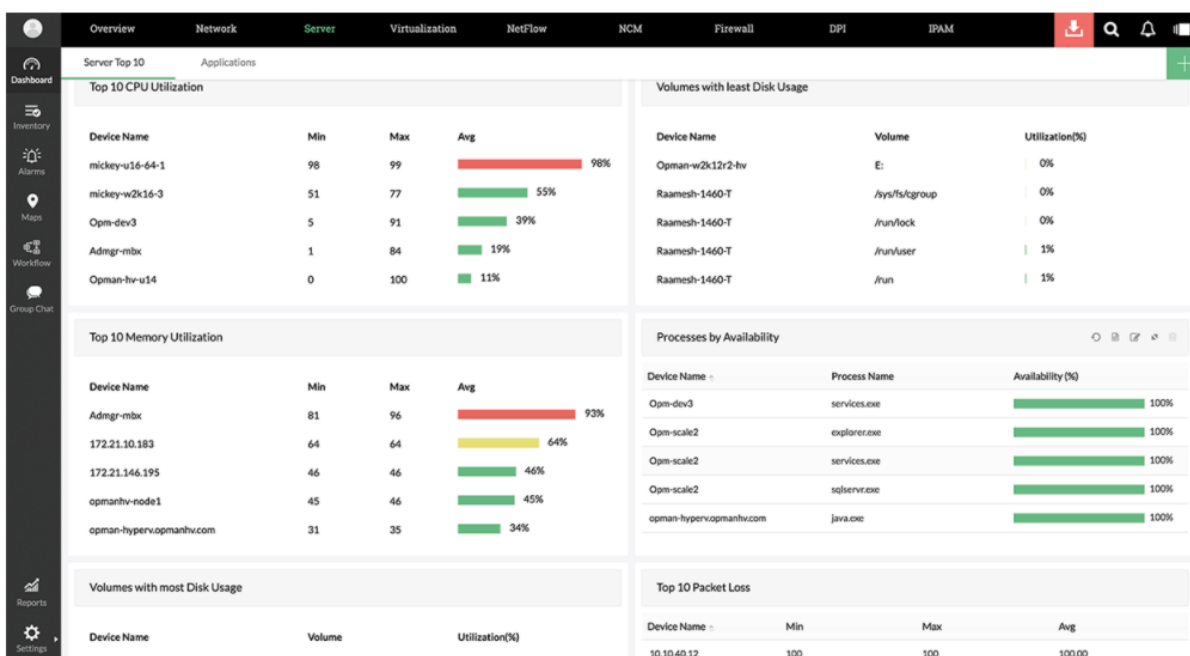 Overview Network Server Virtualization NetFlow NCM Firewall DPI IPAM
Server Top 10 Applications
Dashboard
Inventory
Alarms
Maps
Workflow
Group Chat
Reports
Settings
Top 10 CPU Utilization
Device Name Min Max Avg
mickey-u16-64-1 98 99 98%
mickey-w2k16-3 51 77 55%
Opm-dev3 5 91 39%
Admgr-mbx 1 84 19%
Opman-hv-u14 0 100 11%
Volumes with least Disk Usage
Device Name Volume Utilization(%)
Opman-w2k12r2-hv E: 0%
Raamesh-1460-T /sys/fs/cgroup 0%
Raamesh-1460-T /run/lock 0%
Raamesh-1460-T /run/user 1%
Raamesh-1460-T /run 1%
Top 10 Memory Utilization
Device Name Min Max Avg
Admgr-mbx 81 96 93%
172.21.10.183 64 64 64%
172.21.146.195 46 46 46%
opmanhv-node1 45 46 45%
opman-hyperv.opmanhv.com 31 35 34%
Processes by Availability
Device Name Process Name Availability (%)
Opm-dev3 services.exe 100%
Opm-scale2 explorer.exe 100%
Opm-scale2 services.exe 100%
Opm-scale2 sqlservr.exe 100%
opman-hyperv.opmanhv.com java.exe 100%
Volumes with most Disk Usage
Device Name Volume Utilization(%)
Top 10 Packet Loss
Device Name Min Max Avg
10.10.40.12 100 100 100.00